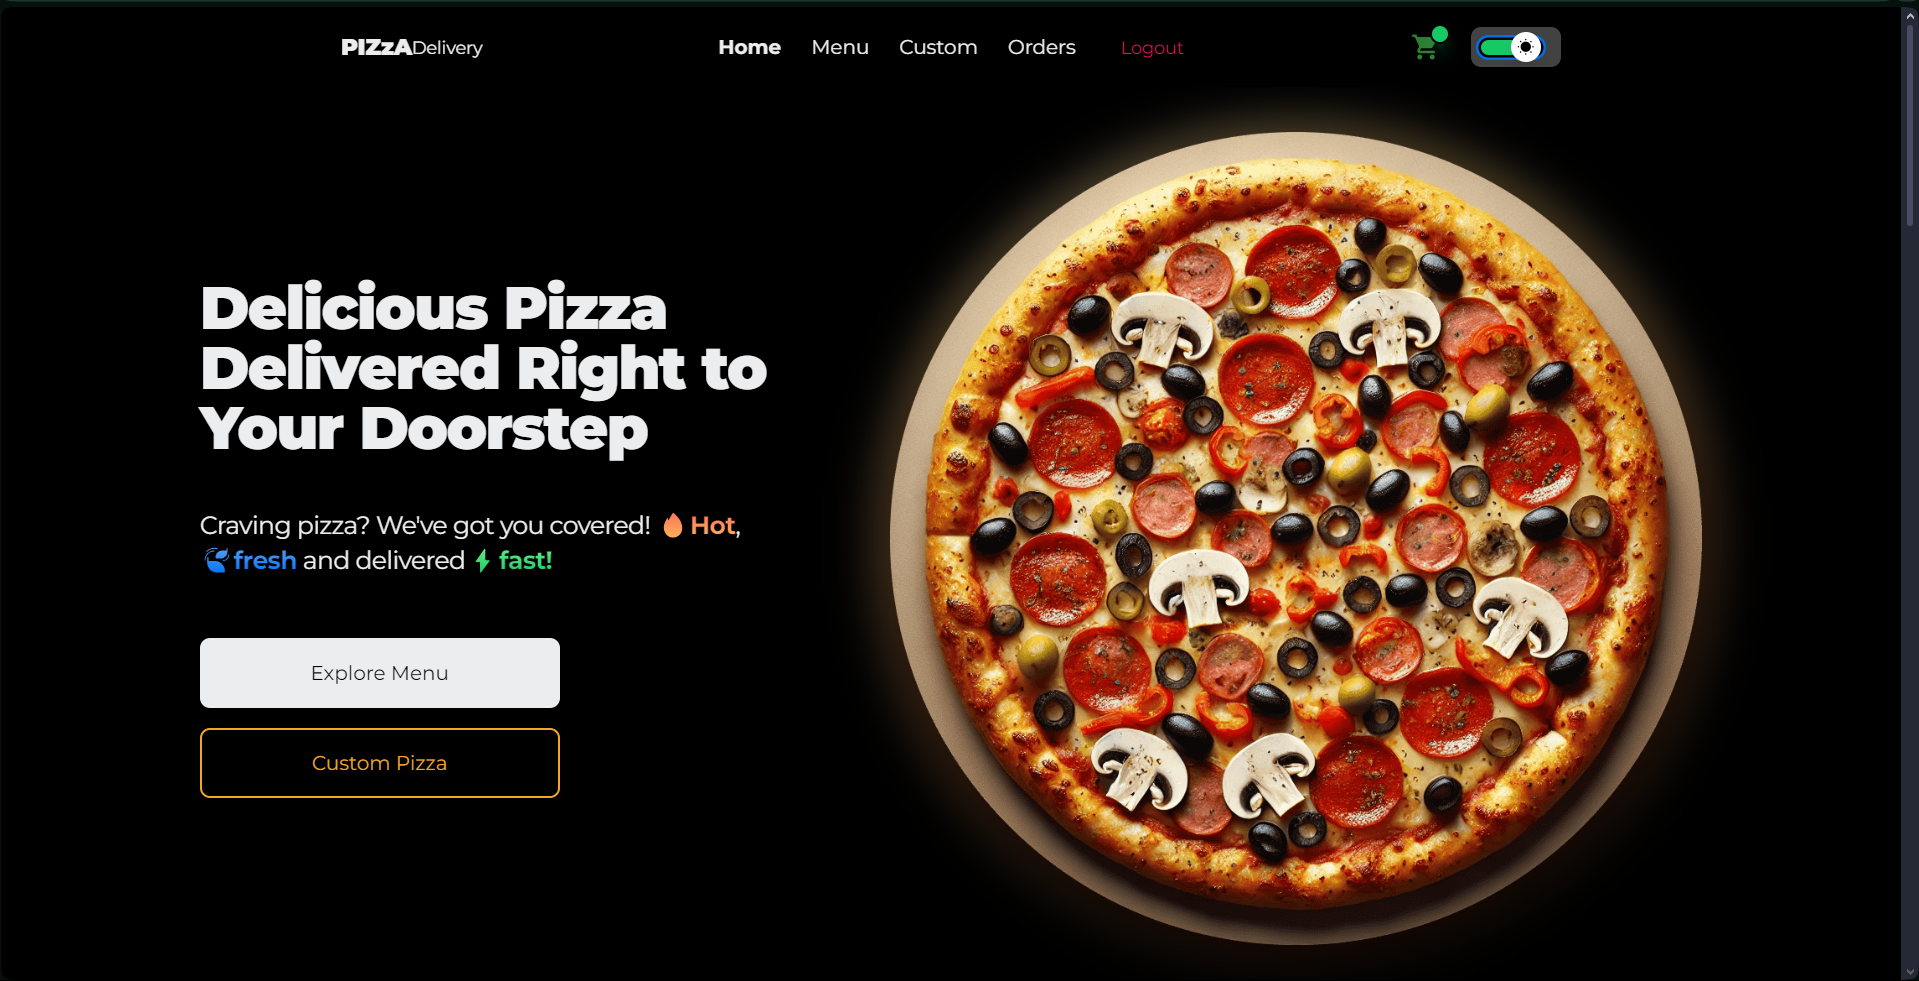 PIZzADelivery
Home Menu Custom Orders Logout
Delicious Pizza
Delivered Right to
Your Doorstep
Craving pizza? We've got you covered! Hot,
fresh and delivered fast!
Explore Menu
Custom Pizza